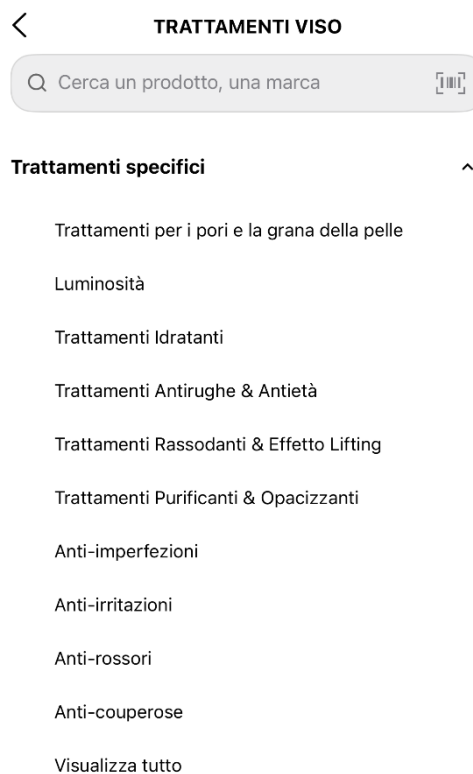 TRATTAMENTI VISO
Cerca un prodotto, una marca
Trattamenti specifici
Trattamenti per i pori e la grana della pelle
Luminosità
Trattamenti Idratanti
Trattamenti Antirughe & Antietà
Trattamenti Rassodanti & Effetto Lifting
Trattamenti Purificanti & Opacizzanti
Anti-imperfezioni
Anti-irritazioni
Anti-rossori
Anti-couperose
Visualizza tutto